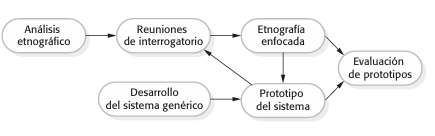 Análisis
etnográfico
Reuniones
de interrogatorio
Etnografía
enfocada
Evaluación
de prototipos
Desarrollo
del sistema genérico
Prototipo
del sistema